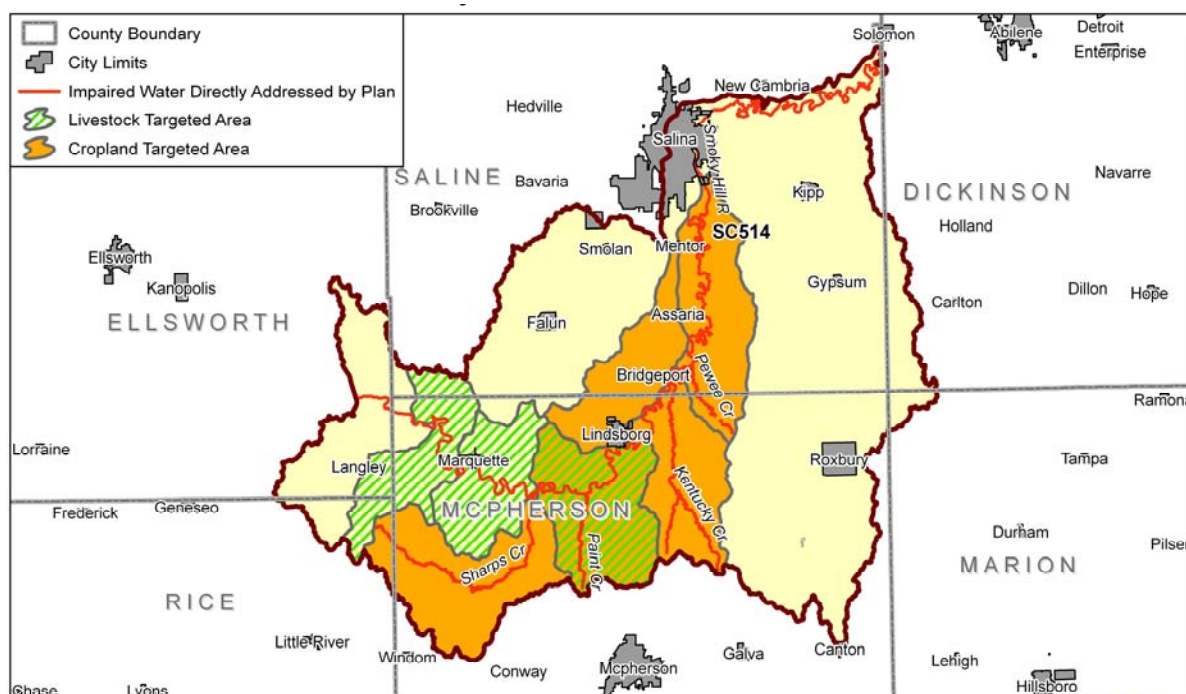 County Boundary
City Limits
Impaired Water Directly Addressed by Plan
Livestock Targeted Area
Cropland Targeted Area
Solomon
Abilene
Detroit
Enterprise
New Cambria
Hedville
Salina
Smoky Hill R
SALINE
Bavaria
Brookville
Kipp
DICKINSON
Navarre
Holland
SC514
Mentor
Smolan
Ellsworth
Kanopolis
Gypsum
Carlton
Dillon
Hope
ELLSWORTH
Falun
Assaria
Bridgeport
Pewee Cr
Ramona
Lorraine
Langley
Marquette
Lindsborg
Roxbury
Tampa
Kentucky Cr
Frederick
Geneseo
MCPHERSON
Durham
Pilsen
Sharps Cr
Paint Cr
MARION
RICE
Little River
Windom
Conway
Mcpherson
Galva
Canton
Lehigh
Hillsboro
Lyons